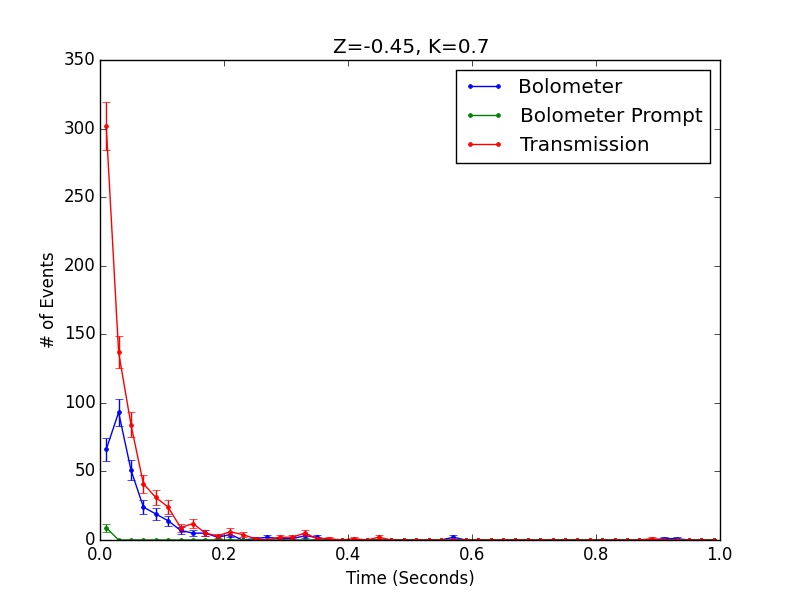 Z=-0.45, K=0.7
350
300
250
200
150
100
50
0
# of Events
Bolometer
Bolometer Prompt
Transmission
0.0 0.2 0.4 0.6 0.8 1.0
Time (Seconds)